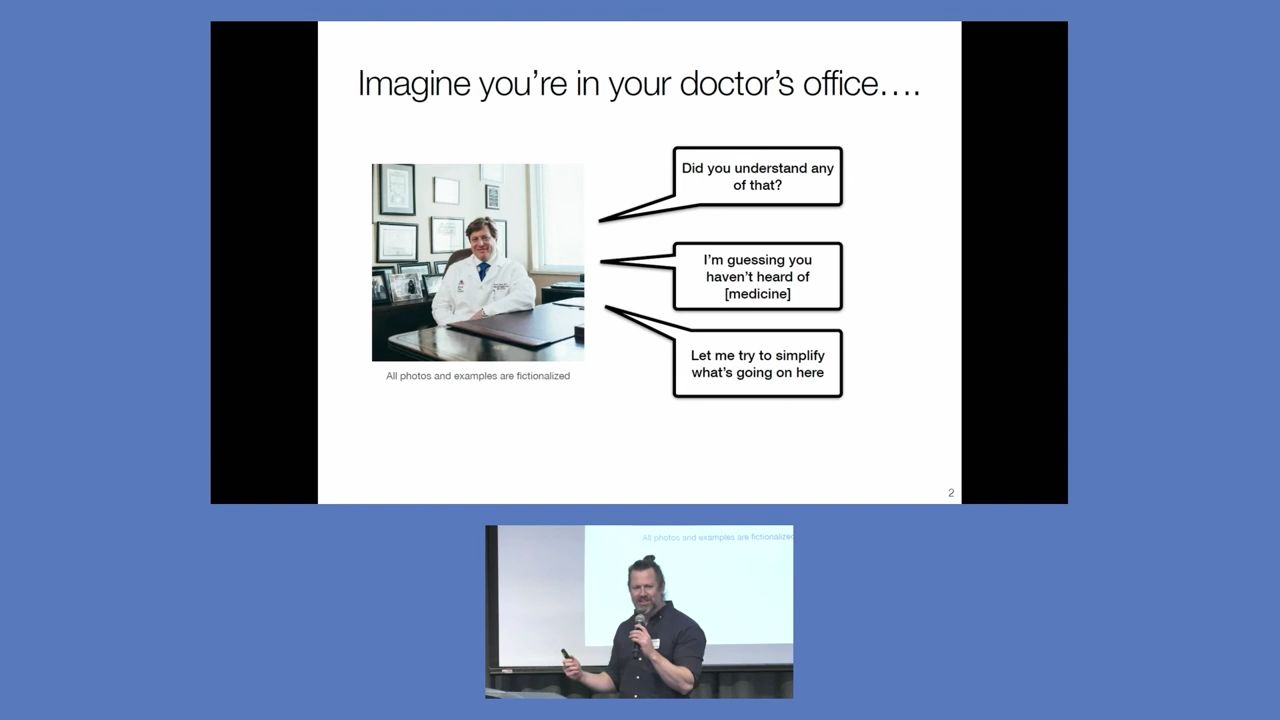 Imagine you're in your doctor's office….
Did you understand any
of that?
I'm guessing you
haven't heard of
[medicine]
Let me try to simplify
what's going on here
All photos and examples are fictionalized
2
All photos and examples are fictionalized